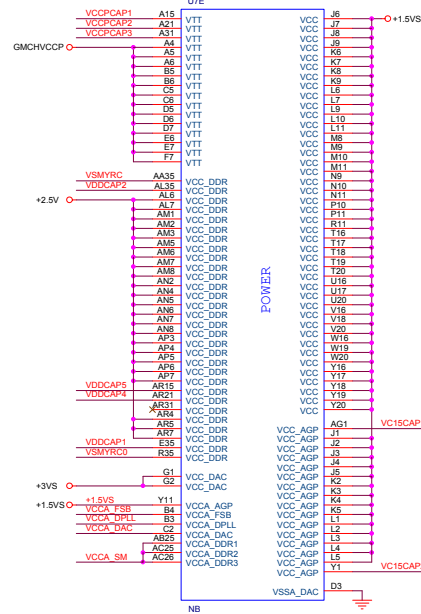 U7E
VCCPCAP1 A15 VTT
VCCPCAP2 A21 VTT
VCCPCAP3 A31 VTT
GMCHVCCP A4 VTT
A5 VTT
A6 VTT
B5 VTT
B6 VTT
C5 VTT
C6 VTT
D5 VTT
D6 VTT
D7 VTT
E6 VTT
E7 VTT
F7 VTT
VSMYRC AA35 VCC_DDR
VDDCAP2 AL35 VCC_DDR
+2.5V AL6 VCC_DDR
AL7 VCC_DDR
AM1 VCC_DDR
AM2 VCC_DDR
AM3 VCC_DDR
AM5 VCC_DDR
AM6 VCC_DDR
AM7 VCC_DDR
AM8 VCC_DDR
AN2 VCC_DDR
AN4 VCC_DDR
AN5 VCC_DDR
AN6 VCC_DDR
AN7 VCC_DDR
AN8 VCC_DDR
AP3 VCC_DDR
AP4 VCC_DDR
AP5 VCC_DDR
AP6 VCC_DDR
AP7 VCC_DDR
VDDCAP5 AR15 VCC_DDR
VDDCAP4 AR21 VCC_DDR
AR31 VCC_DDR
AR4 VCC_DDR
AR5 VCC_DDR
AR7 VCC_DDR
VDDCAP1 E35 VCC_DDR
VSMYRC0 R35 VCC_DDR
G1 VCC_DAC
+3VS G2 VCC_DAC
+1.5VS +1.5VS Y11 VCCA_AGP
VCCA_FSB B4 VCCA_FSB
VCCA_DPLL B3 VCCA_DPLL
VCCA_DAC C2 VCCA_DAC
AB25 VCCA_DDR1
AC25 VCCA_DDR2
VCCA_SM AC26 VCCA_DDR3
POWER
VCC J6 +1.5VS
VCC J7
VCC J8
VCC J9
VCC K6
VCC K7
VCC K8
VCC K9
VCC L6
VCC L7
VCC L9
VCC L10
VCC L11
VCC M8
VCC M9
VCC M10
VCC M11
VCC N9
VCC N10
VCC N11
VCC P10
VCC P11
VCC R11
VCC T16
VCC T17
VCC T18
VCC T19
VCC T20
VCC U16
VCC U17
VCC U20
VCC V16
VCC V18
VCC V20
VCC W16
VCC W19
VCC W20
VCC Y16
VCC Y17
VCC Y18
VCC Y19
VCC Y20
VCC_AGP AG1 VC15CAP
VCC_AGP J1
VCC_AGP J2
VCC_AGP J3
VCC_AGP J4
VCC_AGP J5
VCC_AGP K2
VCC_AGP K3
VCC_AGP K4
VCC_AGP K5
VCC_AGP L1
VCC_AGP L2
VCC_AGP L3
VCC_AGP L4
VCC_AGP L5
VCC_AGP Y1 VC15CAP
VSSA_DAC D3
NB